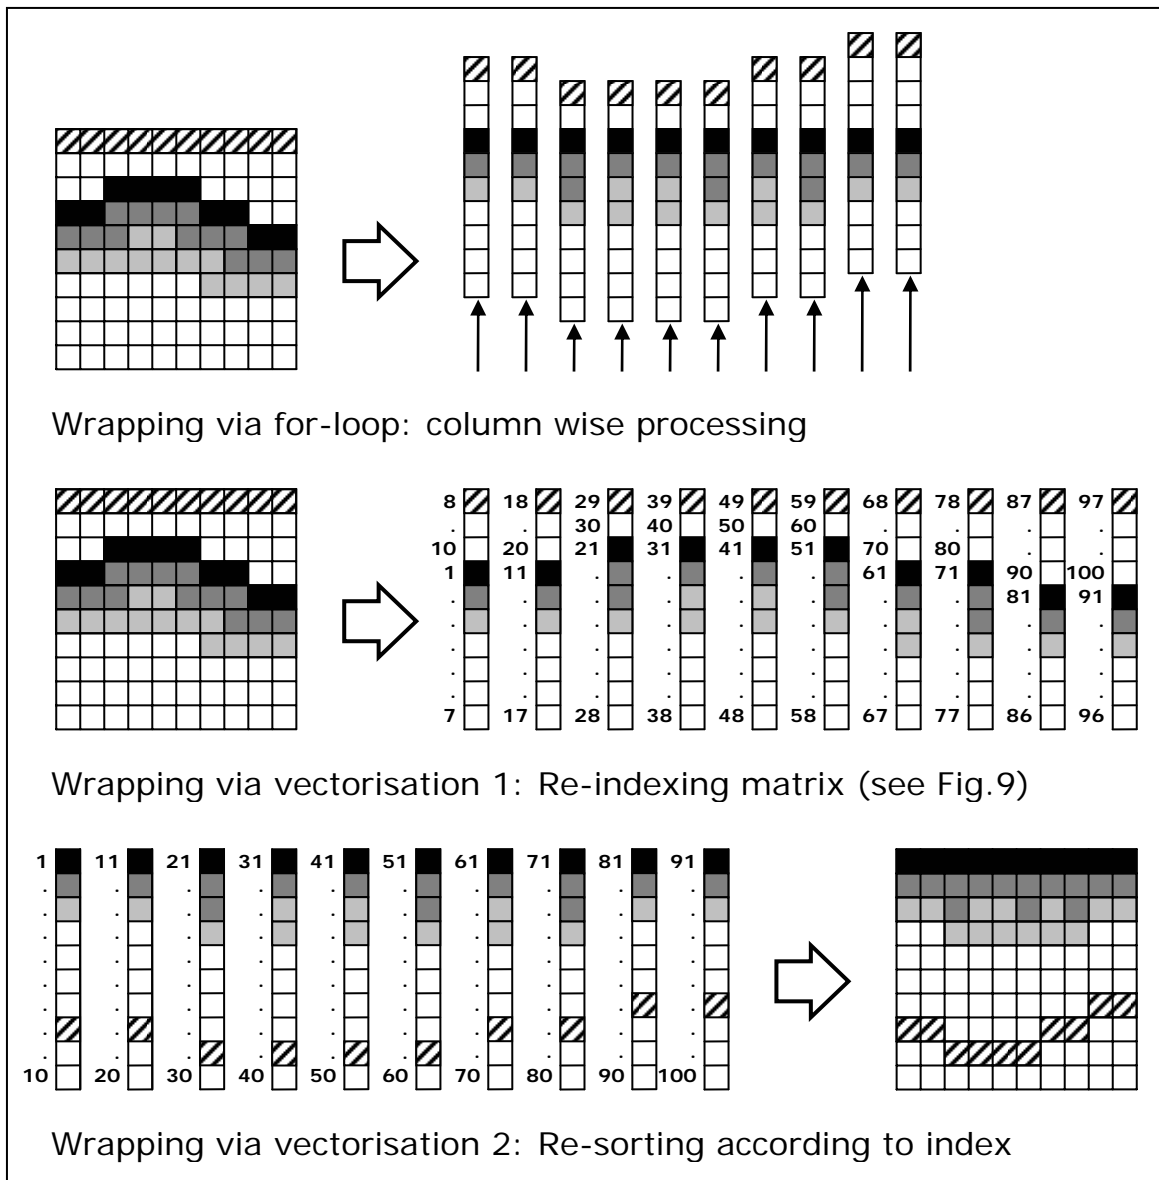 Wrapping via for-loop: column wise processing
8 18 29 39 49 59 68 78 87 97
. . 30 40 50 60 . . . .
10 20 21 31 41 51 70 80 . .
1 11 . . . . 61 71 90 100
. . . . . . . . 81 91
. . . . . . . . . .
. . . . . . . . . .
. . . . . . . . . .
. . . . . . . . . .
7 17 28 38 48 58 67 77 86 96
Wrapping via vectorisation 1: Re-indexing matrix (see Fig.9)
1 11 21 31 41 51 61 71 81 91
. . . . . . . . . .
. . . . . . . . . .
. . . . . . . . . .
. . . . . . . . . .
. . . . . . . . . .
. . . . . . . . . .
. . . . . . . . . .
. . . . . . . . . .
10 20 30 40 50 60 70 80 90 100
Wrapping via vectorisation 2: Re-sorting according to index